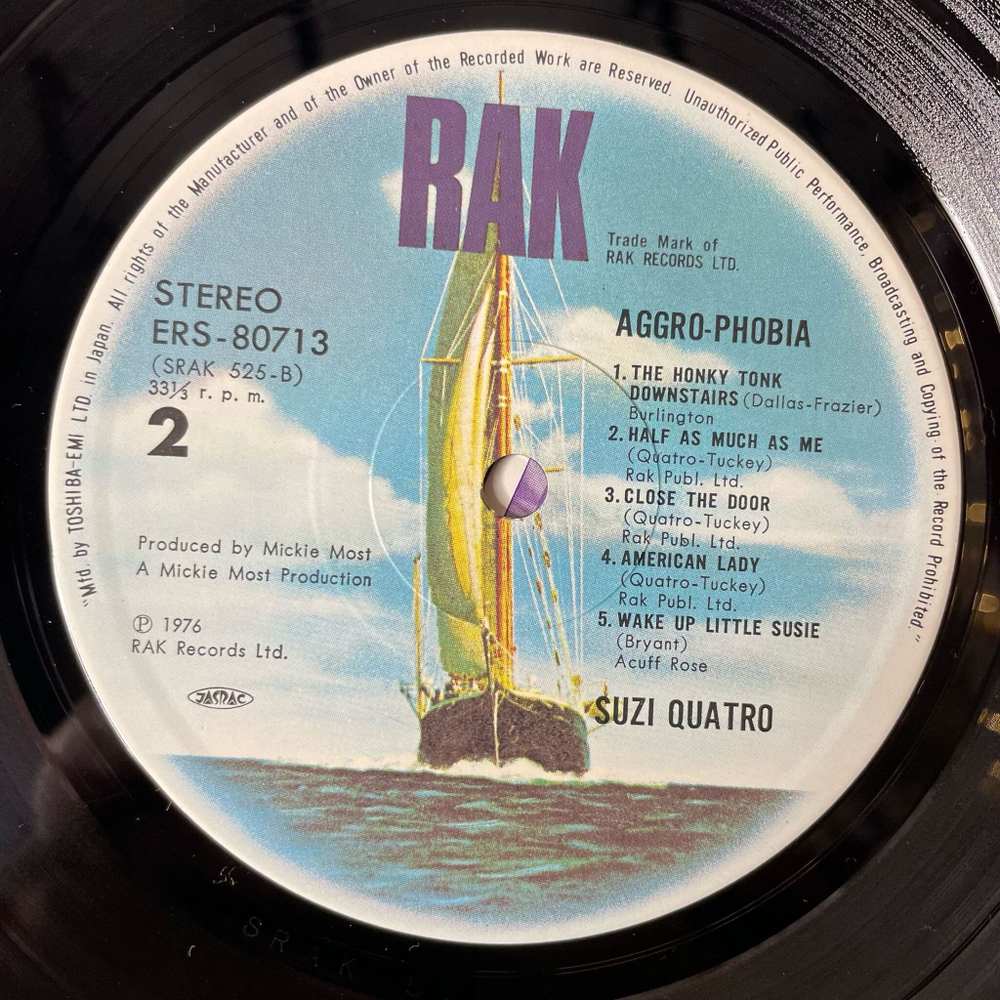 "Mfd. by TOSHIBA-EMI LTD. in Japan. All rights of the Manufacturer and of the Owner of the Recorded Work are Reserved. Unauthorized Public Performance, Broadcasting and Copying of the Record Prohibited."
RAK
Trade Mark of
RAK RECORDS LTD.
STEREO
ERS-80713
(SRAK 525-B)
33⅓ r. p. m.
2
Produced by Mickie Most
A Mickie Most Production
Ⓟ 1976
RAK Records Ltd.
JASRAC
AGGRO-PHOBIA
1. THE HONKY TONK
DOWNSTAIRS (Dallas-Frazier)
Burlington
2. HALF AS MUCH AS ME
(Quatro-Tuckey)
Rak Publ. Ltd.
3. CLOSE THE DOOR
(Quatro-Tuckey)
Rak Publ. Ltd.
4. AMERICAN LADY
(Quatro-Tuckey)
Rak Publ. Ltd.
5. WAKE UP LITTLE SUSIE
(Bryant)
Acuff Rose
SUZI QUATRO
SRAK